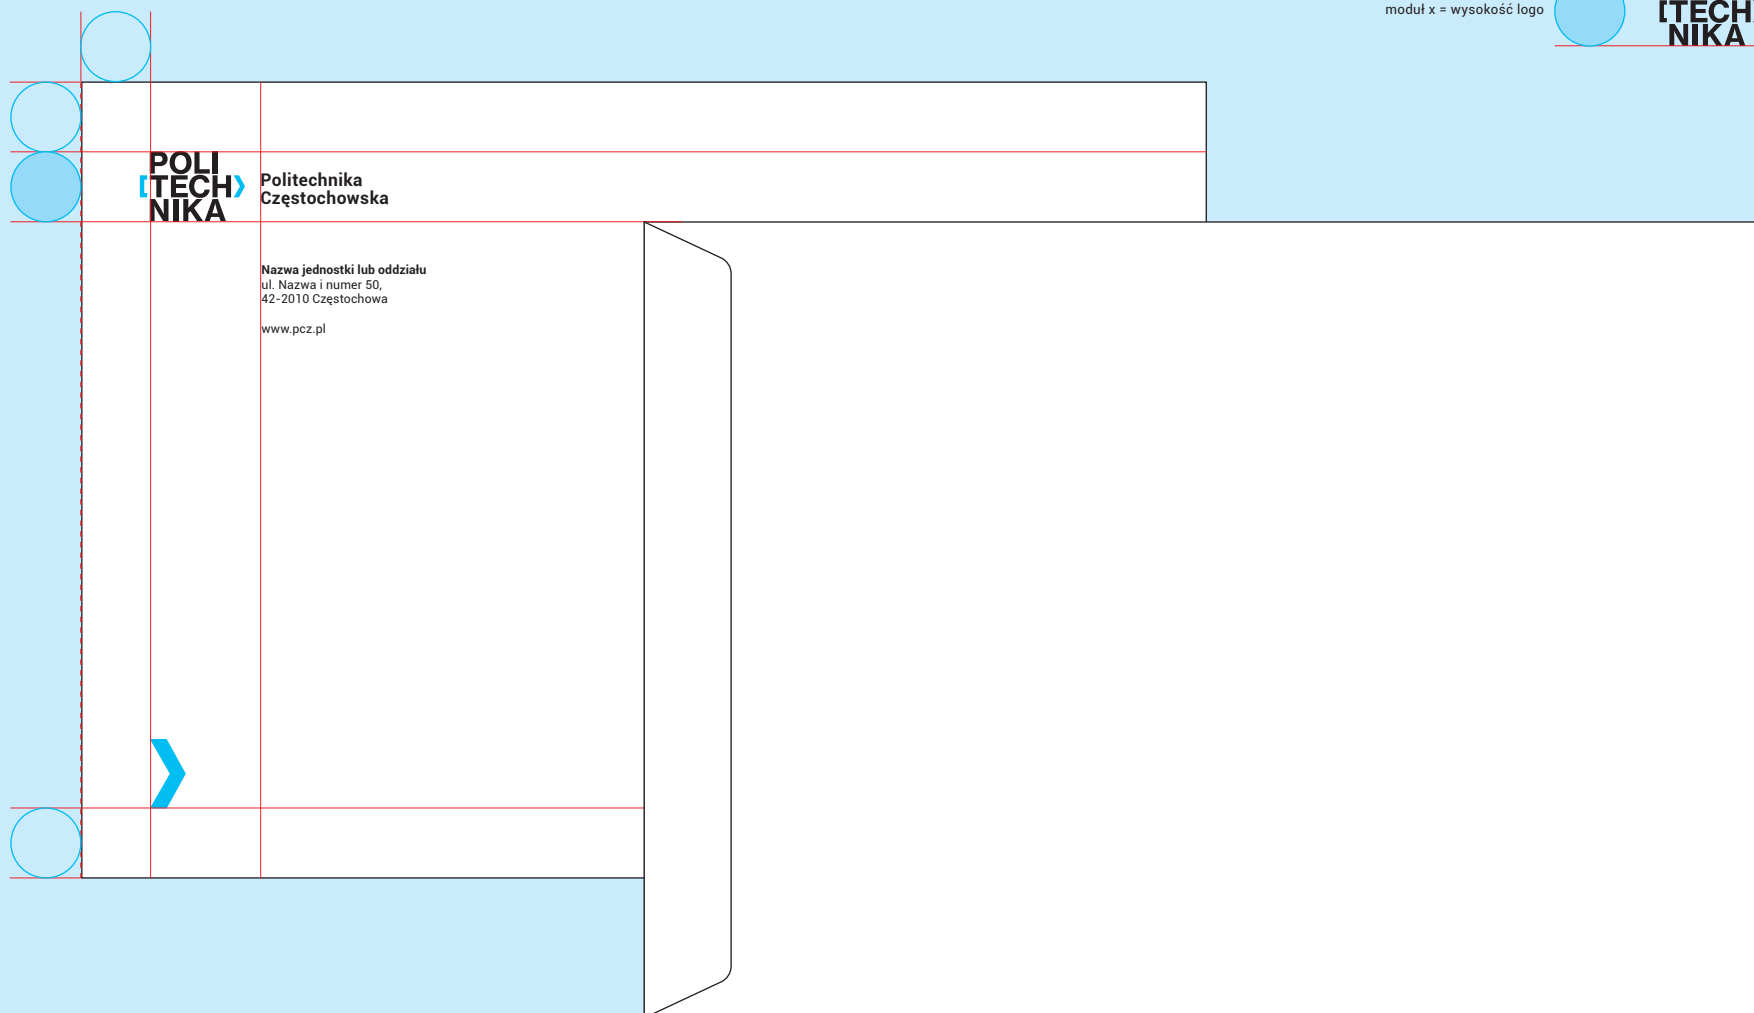 moduł x = wysokość logo
[TECH
NIKA
POLI
[TECH❯
NIKA
Politechnika
Częstochowska
Nazwa jednostki lub oddziału
ul. Nazwa i numer 50,
42-2010 Częstochowa
www.pcz.pl